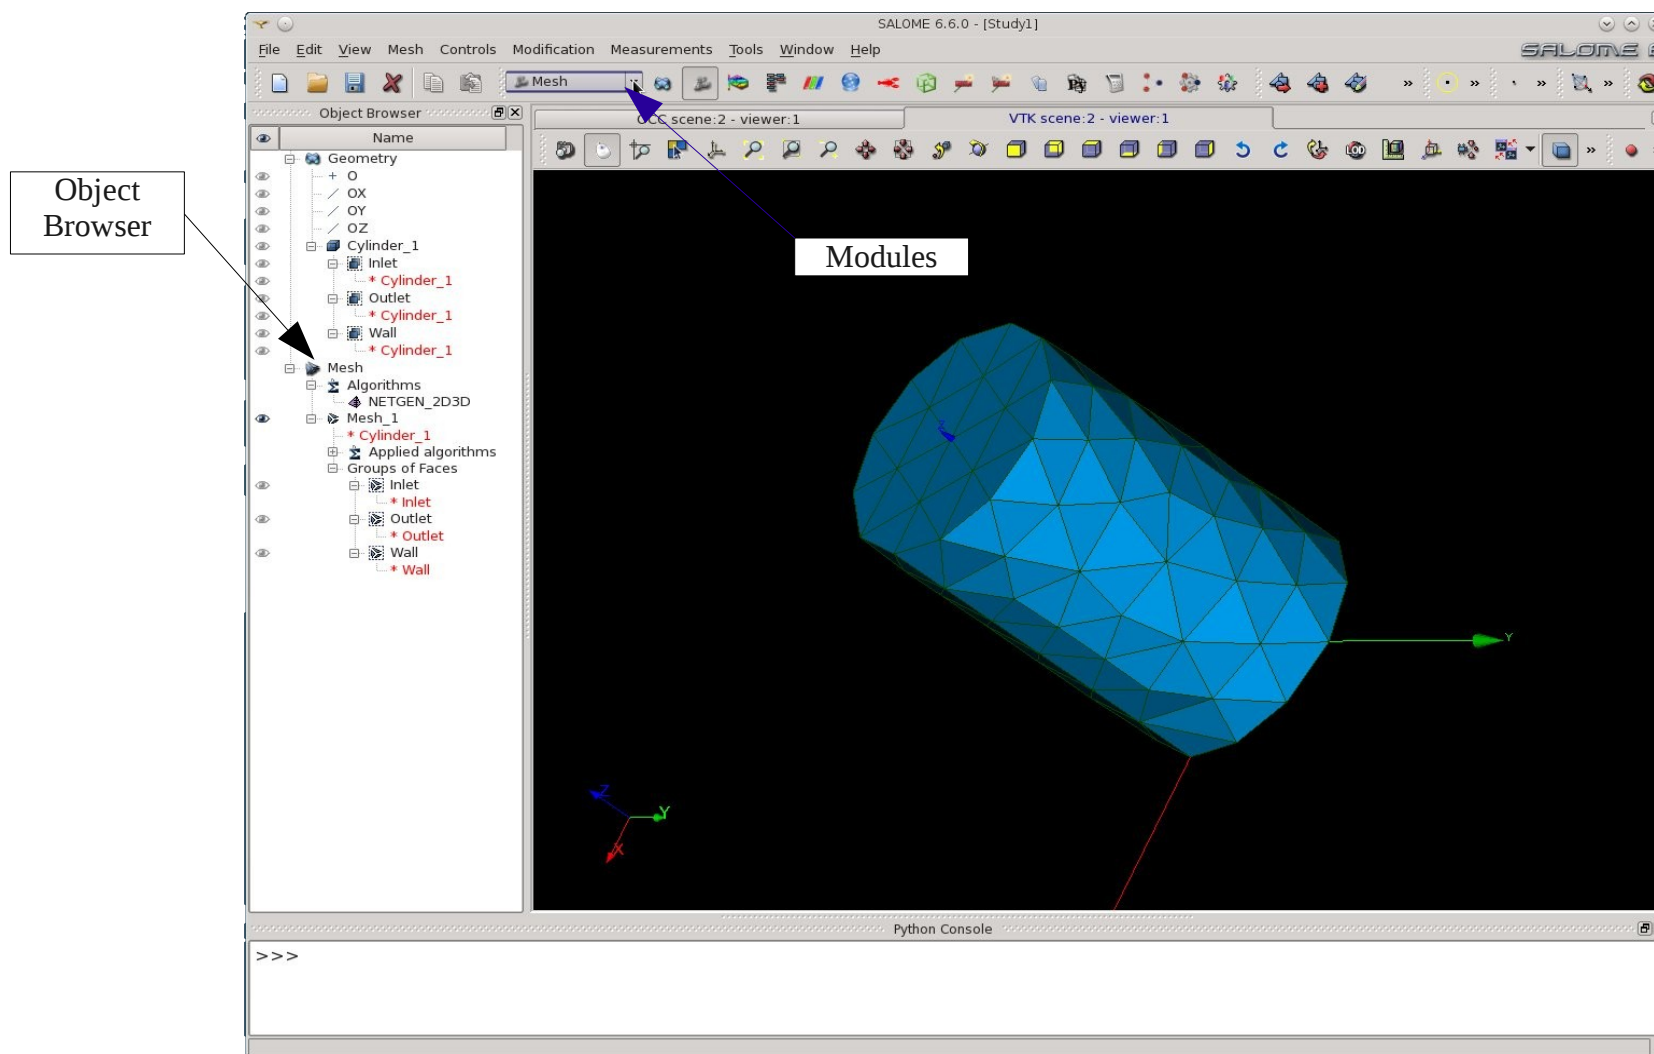 SALOME 6.6.0 - [Study1]
File Edit View Mesh Controls Modification Measurements Tools Window Help
SALOME
Mesh
Object Browser
OCC scene:2 - viewer:1
VTK scene:2 - viewer:1
Name
Geometry
O
OX
OY
OZ
Cylinder_1
Inlet
* Cylinder_1
Outlet
* Cylinder_1
Wall
* Cylinder_1
Mesh
Algorithms
NETGEN_2D3D
Mesh_1
* Cylinder_1
Applied algorithms
Groups of Faces
Inlet
* Inlet
Outlet
* Outlet
Wall
* Wall
Object
Browser
Modules
Z
Y
Z
Y
X
Python Console
>>>